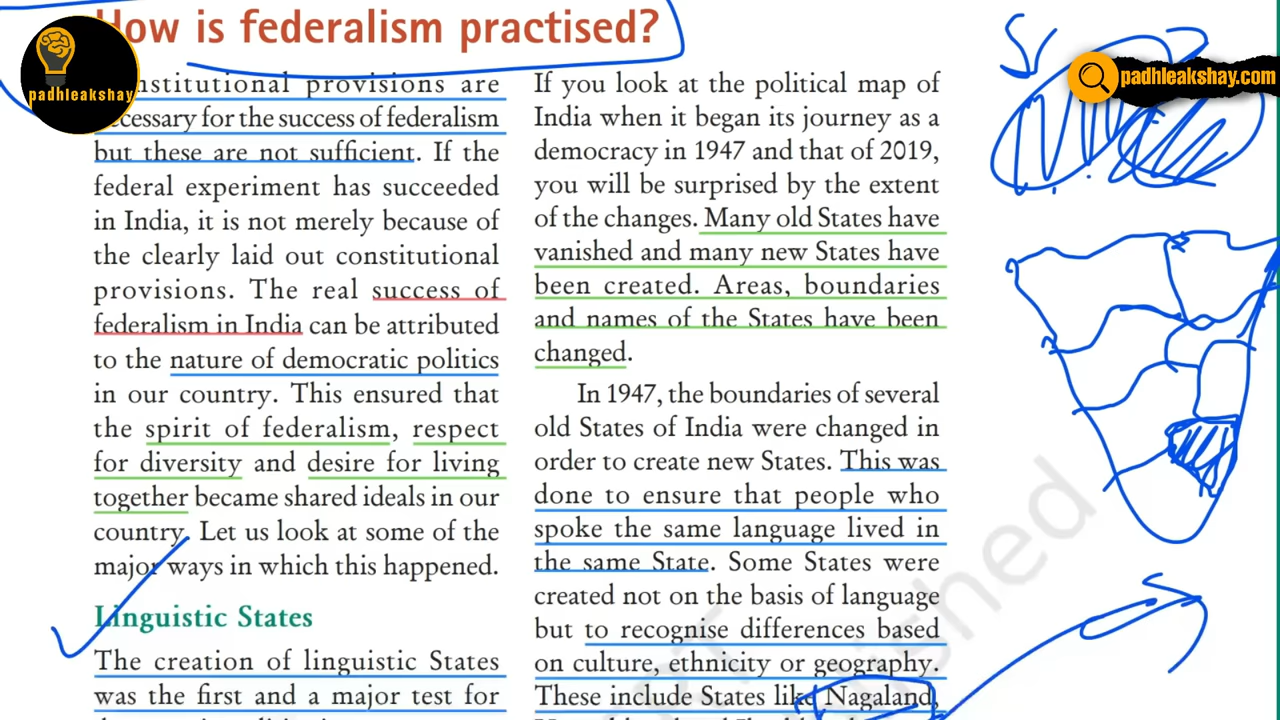 How is federalism practised?
padhleakshay
padhleakshay.com
nstitutional provisions are
cessary for the success of federalism
but these are not sufficient. If the
federal experiment has succeeded
in India, it is not merely because of
the clearly laid out constitutional
provisions. The real success of
federalism in India can be attributed
to the nature of democratic politics
in our country. This ensured that
the spirit of federalism, respect
for diversity and desire for living
together became shared ideals in our
country. Let us look at some of the
major ways in which this happened.
Linguistic States
The creation of linguistic States
was the first and a major test for
If you look at the political map of
India when it began its journey as a
democracy in 1947 and that of 2019,
you will be surprised by the extent
of the changes. Many old States have
vanished and many new States have
been created. Areas, boundaries
and names of the States have been
changed.
In 1947, the boundaries of several
old States of India were changed in
order to create new States. This was
done to ensure that people who
spoke the same language lived in
the same State. Some States were
created not on the basis of language
but to recognise differences based
on culture, ethnicity or geography.
These include States like Nagaland,